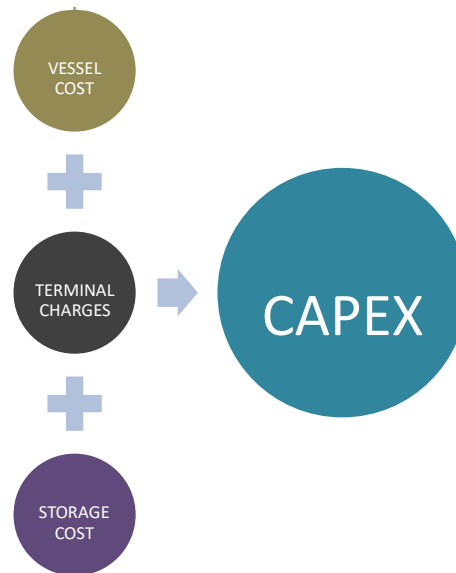 VESSEL
COST
TERMINAL
CHARGES
CAPEX
STORAGE
COST